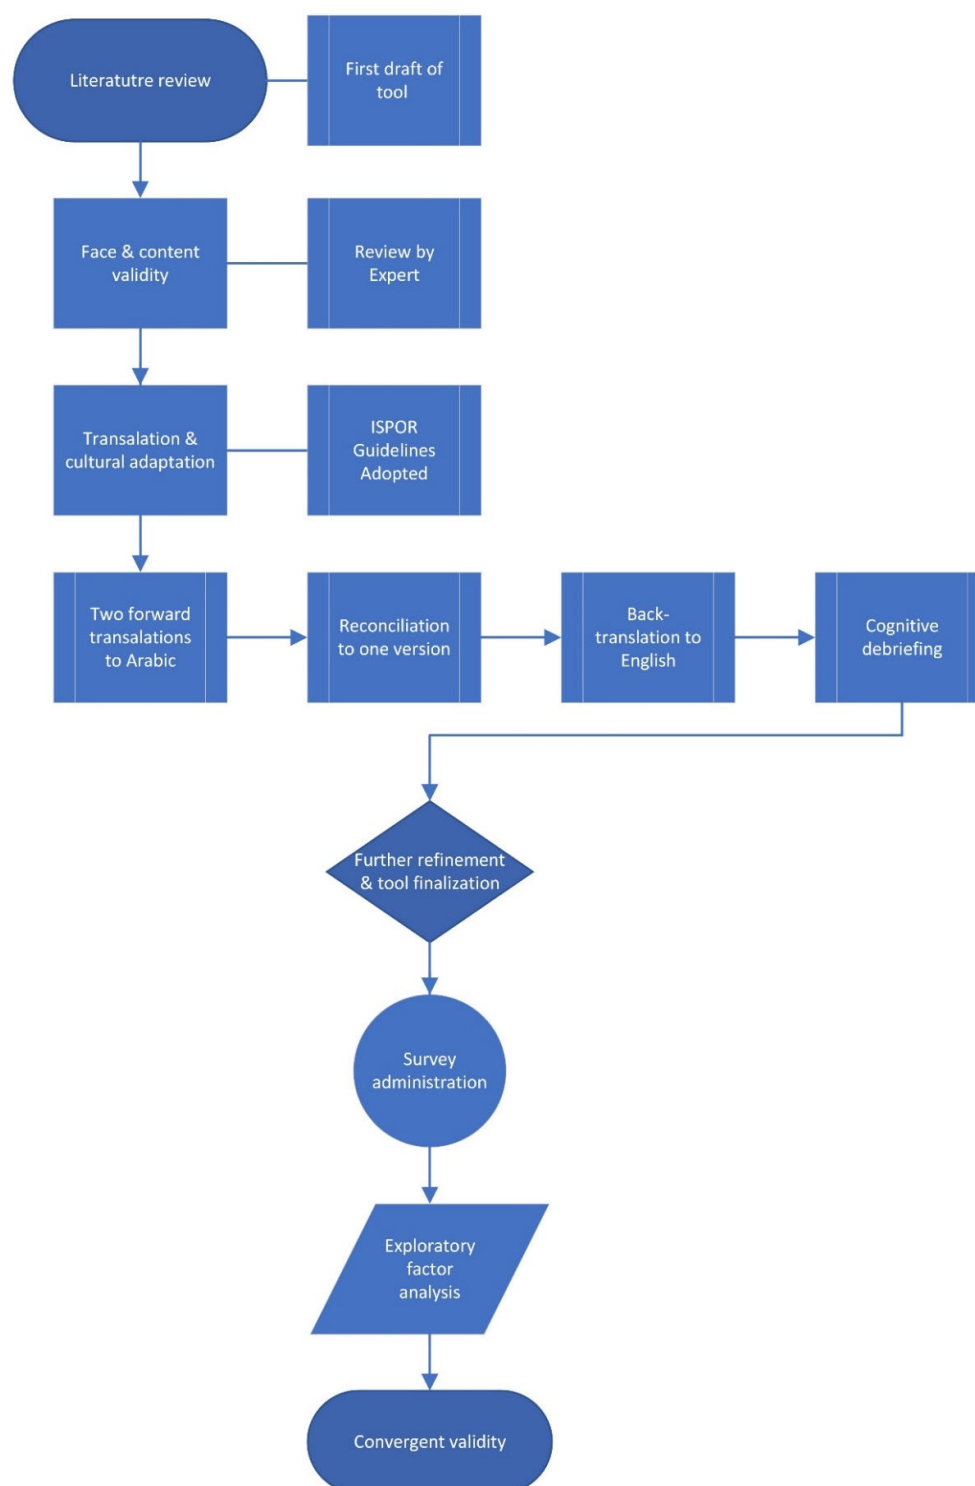 Literatutre review
First draft of
tool
Face & content
validity
Review by
Expert
Transalation &
cultural adaptation
ISPOR
Guidelines
Adopted
Two forward
transalations
to Arabic
Reconciliation
to one version
Back-
translation to
English
Cognitive
debriefing
Further refinement
& tool finalization
Survey
administration
Exploratory
factor
analysis
Convergent validity